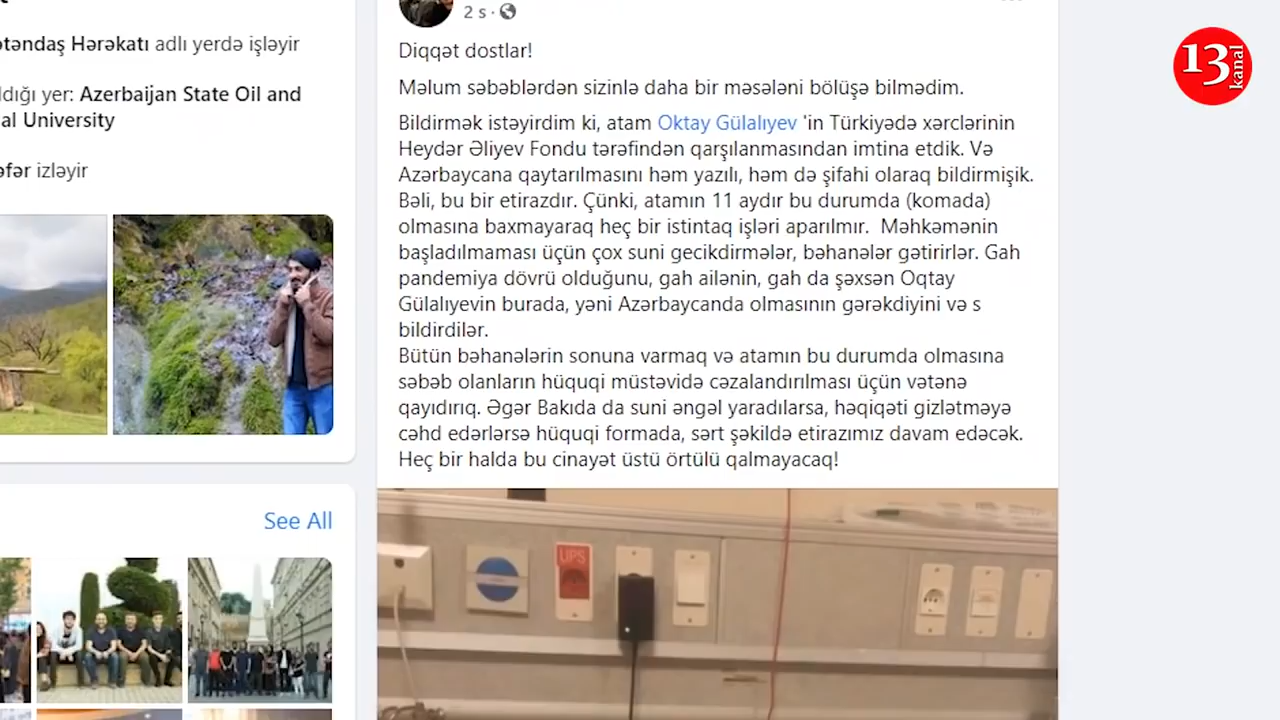 ətəndaş Hərəkatı adlı yerdə işləyir
ldığı yer: Azerbaijan State Oil and
al University
əfər izləyir
See All
2 s
Diqqət dostlar!
Məlum səbəblərdən sizinlə daha bir məsələni bölüşə bilmədim.
Bildirmək istəyirdim ki, atam Oktay Gülalıyev 'in Türkiyədə xərclərinin
Heydər Əliyev Fondu tərəfindən qarşılanmasından imtina etdik. Və
Azərbaycana qaytarılmasını həm yazılı, həm də şifahi olaraq bildirmişik.
Bəli, bu bir etirazdır. Çünki, atamın 11 aydır bu durumda (komada)
olmasına baxmayaraq heç bir istintaq işləri aparılmır. Məhkəmənin
başladılmaması üçün çox suni gecikdirmələr, bəhanələr gətirirlər. Gah
pandemiya dövrü olduğunu, gah ailənin, gah da şəxsən Oqtay
Gülalıyevin burada, yəni Azərbaycanda olmasının gərəkdiyini və s
bildirdilər.
Bütün bəhanələrin sonuna varmaq və atamın bu durumda olmasına
səbəb olanların hüquqi müstəvidə cəzalandırılması üçün vətənə
qayıdırıq. Əgər Bakıda da suni əngəl yaradılarsa, həqiqəti gizlətməyə
cəhd edərlərsə hüquqi formada, sərt şəkildə etirazımız davam edəcək.
Heç bir halda bu cinayət üstü örtülü qalmayacaq!
UPS
13
kanal